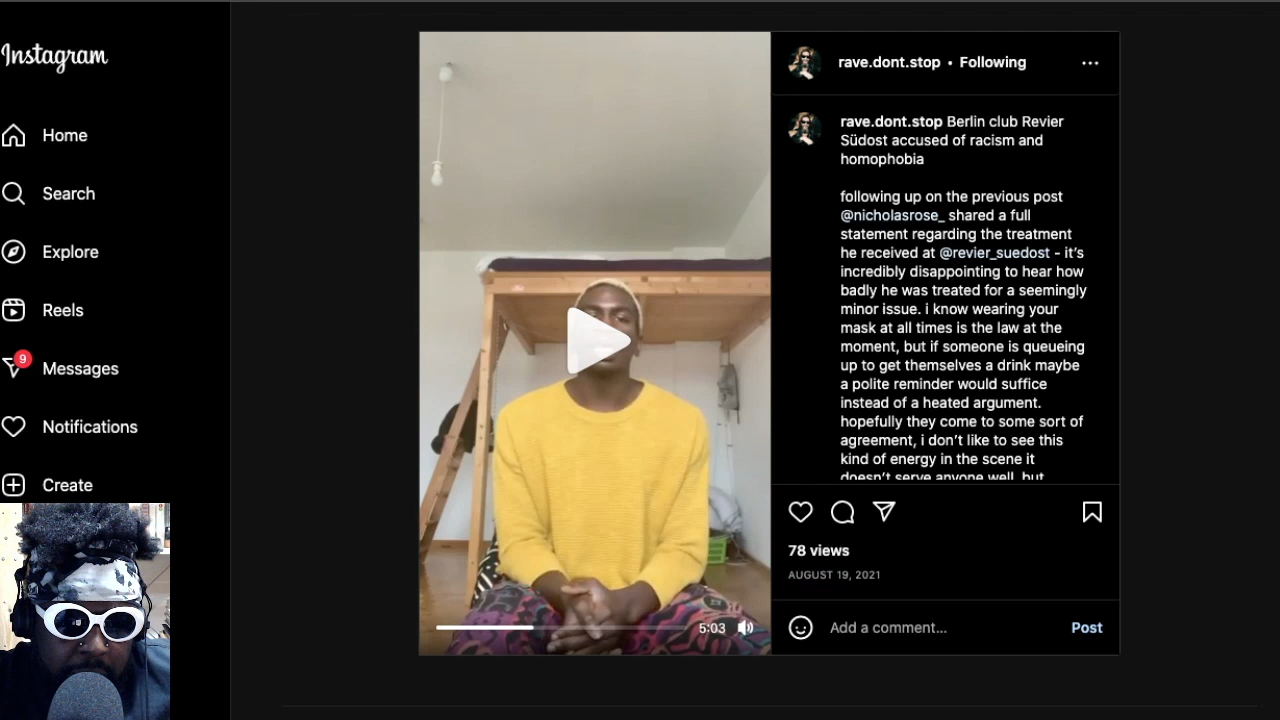 Instagram
Home
Search
Explore
Reels
9
Messages
Notifications
Create
5:03
rave.dont.stop • Following
rave.dont.stop Berlin club Revier
Südost accused of racism and
homophobia
following up on the previous post
@nicholasrose_ shared a full
statement regarding the treatment
he received at @revier_suedost - it’s
incredibly disappointing to hear how
badly he was treated for a seemingly
minor issue. i know wearing your
mask at all times is the law at the
moment, but if someone is queueing
up to get themselves a drink maybe
a polite reminder would suffice
instead of a heated argument.
hopefully they come to some sort of
agreement, i don’t like to see this
kind of energy in the scene it
doesn’t serve anyone well, but
78 views
AUGUST 19, 2021
Add a comment...
Post